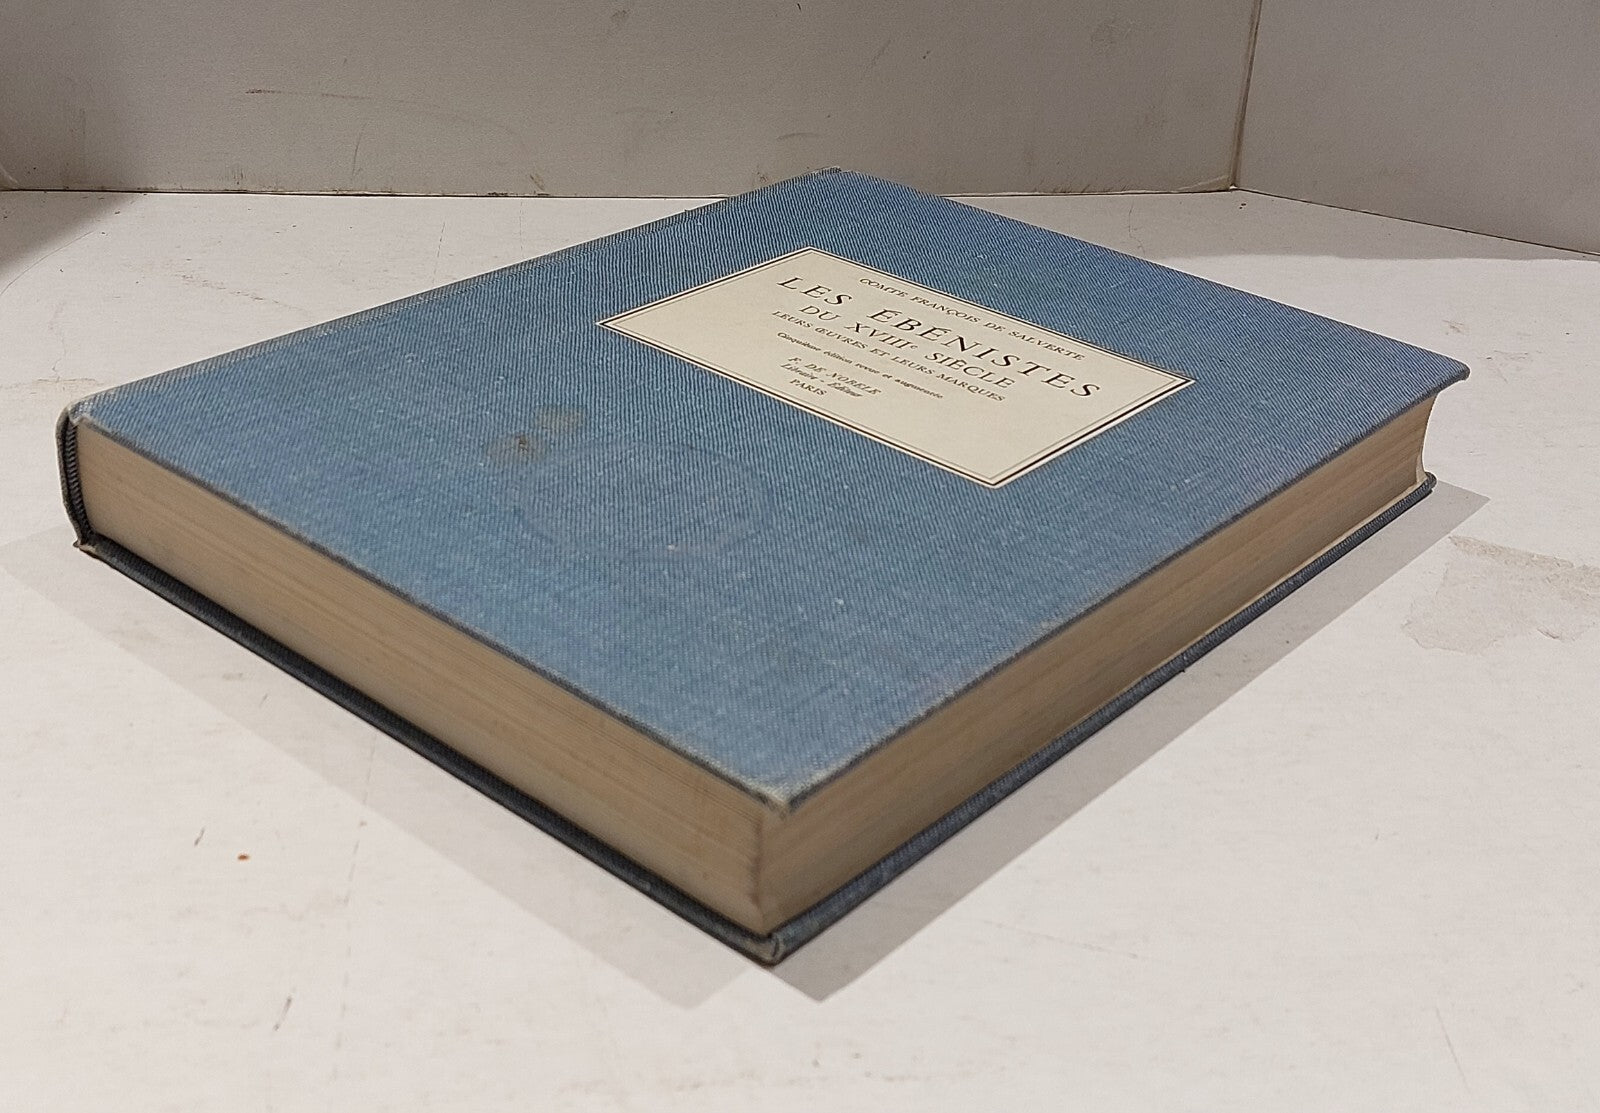 COMTE FRANÇOIS DE SALVERTE
LES ÉBÉNISTES
DU XVIIIe SIÈCLE
LEURS ŒUVRES ET LEURS MARQUES
Cinquième édition revue et augmentée
F. DE NOBELE
Libraire - Editeur
PARIS